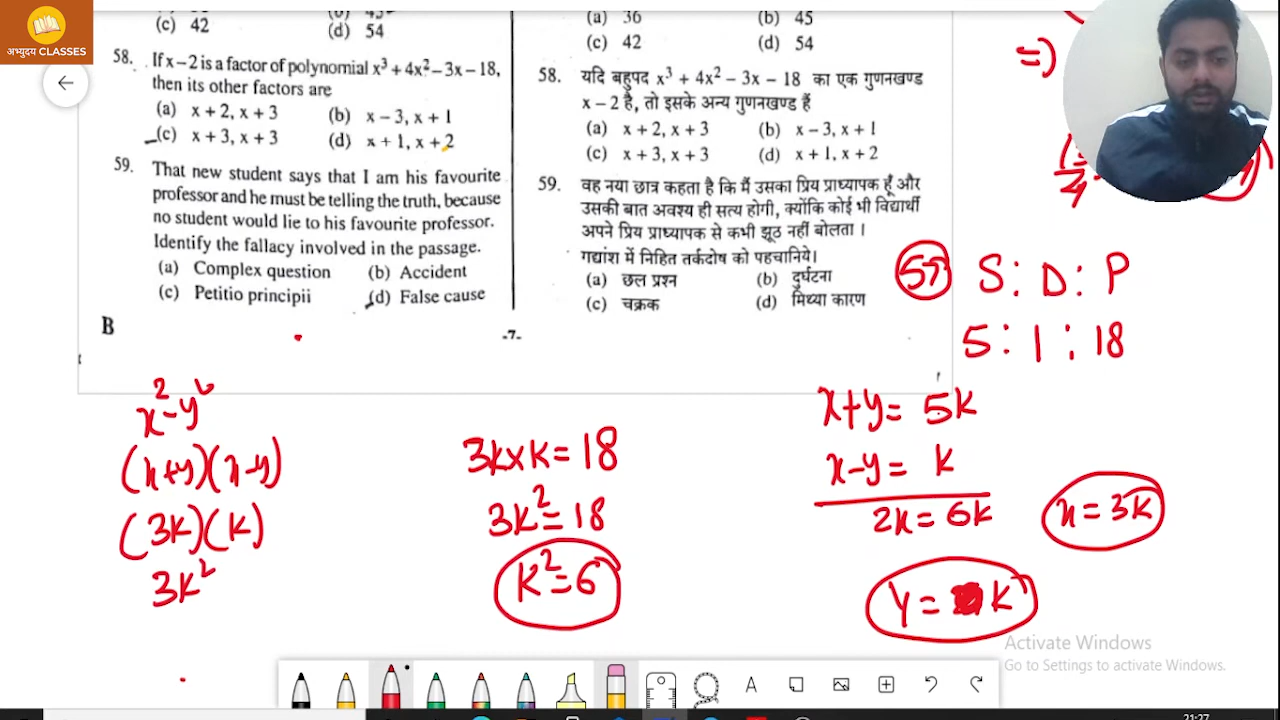 अभ्युदय CLASSES
(c) 42
(d) 54
58. If x – 2 is a factor of polynomial x³ + 4x² – 3x – 18,
then its other factors are
(a) x + 2, x + 3 (b) x – 3, x + 1
(c) x + 3, x + 3 (d) x + 1, x + 2
59. That new student says that I am his favourite
professor and he must be telling the truth, because
no student would lie to his favourite professor.
Identify the fallacy involved in the passage.
(a) Complex question (b) Accident
(c) Petitio principii (d) False cause
B
-7-
(a) 36 (b) 45
(c) 42 (d) 54
58. यदि बहुपद x³ + 4x² – 3x – 18 का एक गुणनखण्ड
x – 2 है, तो इसके अन्य गुणनखण्ड हैं
(a) x + 2, x + 3 (b) x – 3, x + 1
(c) x + 3, x + 3 (d) x + 1, x + 2
59. वह नया छात्र कहता है कि मैं उसका प्रिय प्राध्यापक हूँ और
उसकी बात अवश्य ही सत्य होगी, क्योंकि कोई भी विद्यार्थी
अपने प्रिय प्राध्यापक से कभी झूठ नहीं बोलता ।
गद्यांश में निहित तर्कदोष को पहचानिये।
(a) छल प्रश्न (b) दुर्घटना
(c) चक्रक (d) मिथ्या कारण
=)
57 S : D : P
5 : 1 : 18
x² – y²
(x+y)(x-y)
(3k)(k)
3k²
3k×k = 18
3k² = 18
k² = 6
x+y = 5k
x-y = k
2x = 6k
x = 3k
y = k
Activate Windows
Go to Settings to activate Windows.
21:27